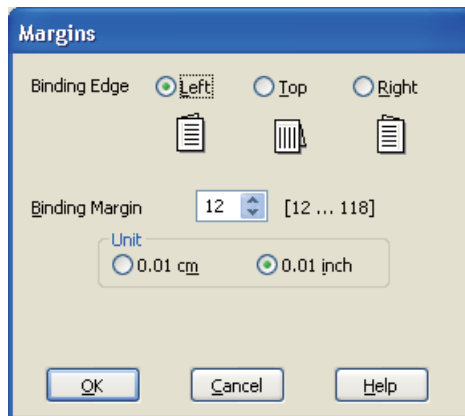 Margins
Binding Edge Left Top Right
Binding Margin 12 [12 ... 118]
Unit
0.01 cm 0.01 inch
OK Cancel Help